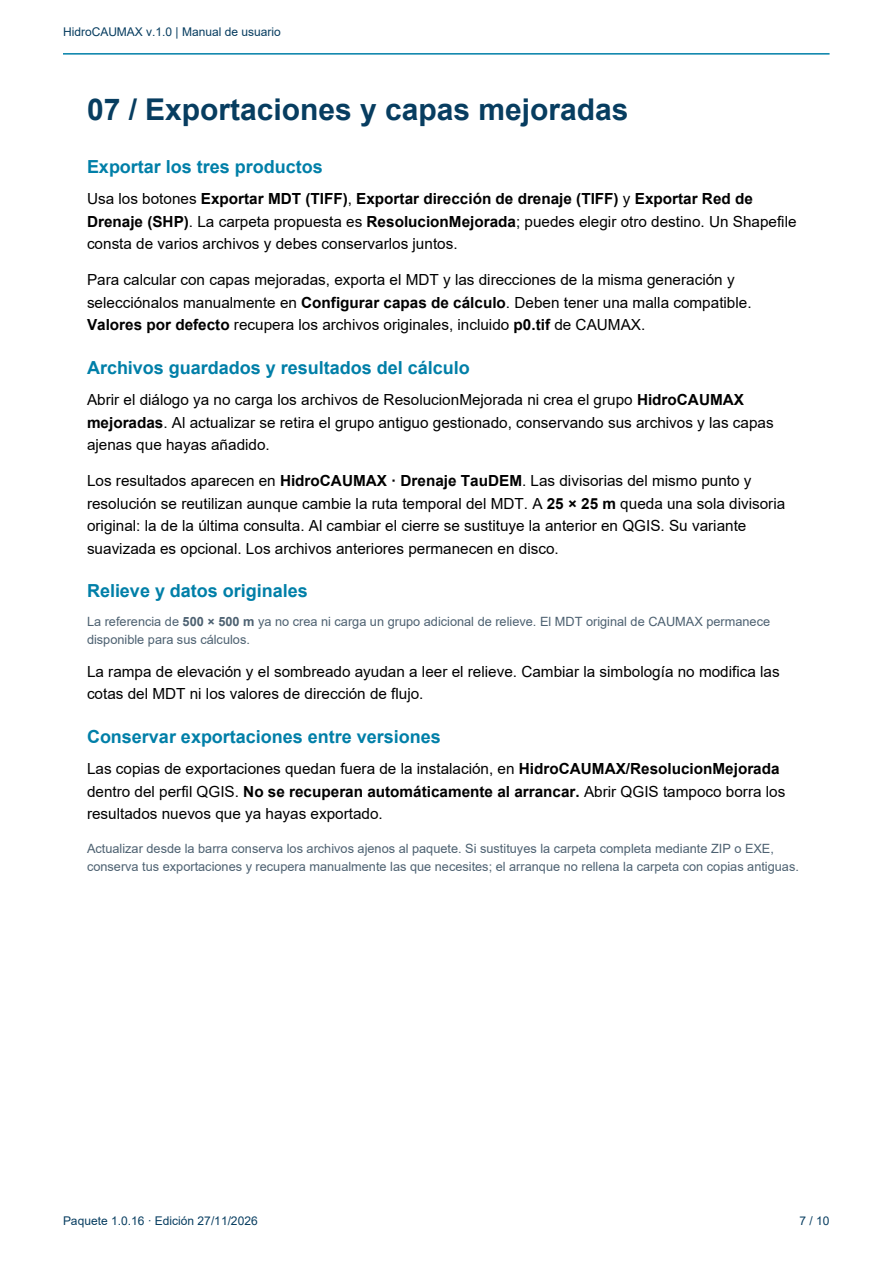 HidroCAUMAX v.1.0 | Manual de usuario
07 / Exportaciones y capas mejoradas
Exportar los tres productos
Usa los botones Exportar MDT (TIFF), Exportar dirección de drenaje (TIFF) y Exportar Red de
Drenaje (SHP). La carpeta propuesta es ResolucionMejorada; puedes elegir otro destino. Un Shapefile
consta de varios archivos y debes conservarlos juntos.
Para calcular con capas mejoradas, exporta el MDT y las direcciones de la misma generación y
selecciónalos manualmente en Configurar capas de cálculo. Deben tener una malla compatible.
Valores por defecto recupera los archivos originales, incluido p0.tif de CAUMAX.
Archivos guardados y resultados del cálculo
Abrir el diálogo ya no carga los archivos de ResolucionMejorada ni crea el grupo HidroCAUMAX
mejoradas. Al actualizar se retira el grupo antiguo gestionado, conservando sus archivos y las capas
ajenas que hayas añadido.
Los resultados aparecen en HidroCAUMAX · Drenaje TauDEM. Las divisorias del mismo punto y
resolución se reutilizan aunque cambie la ruta temporal del MDT. A 25 × 25 m queda una sola divisoria
original: la de la última consulta. Al cambiar el cierre se sustituye la anterior en QGIS. Su variante
suavizada es opcional. Los archivos anteriores permanecen en disco.
Relieve y datos originales
La referencia de 500 × 500 m ya no crea ni carga un grupo adicional de relieve. El MDT original de CAUMAX permanece
disponible para sus cálculos.
La rampa de elevación y el sombreado ayudan a leer el relieve. Cambiar la simbología no modifica las
cotas del MDT ni los valores de dirección de flujo.
Conservar exportaciones entre versiones
Las copias de exportaciones quedan fuera de la instalación, en HidroCAUMAX/ResolucionMejorada
dentro del perfil QGIS. No se recuperan automáticamente al arrancar. Abrir QGIS tampoco borra los
resultados nuevos que ya hayas exportado.
Actualizar desde la barra conserva los archivos ajenos al paquete. Si sustituyes la carpeta completa mediante ZIP o EXE,
conserva tus exportaciones y recupera manualmente las que necesites; el arranque no rellena la carpeta con copias antiguas.
Paquete 1.0.16 · Edición 27/11/2026
7 / 10